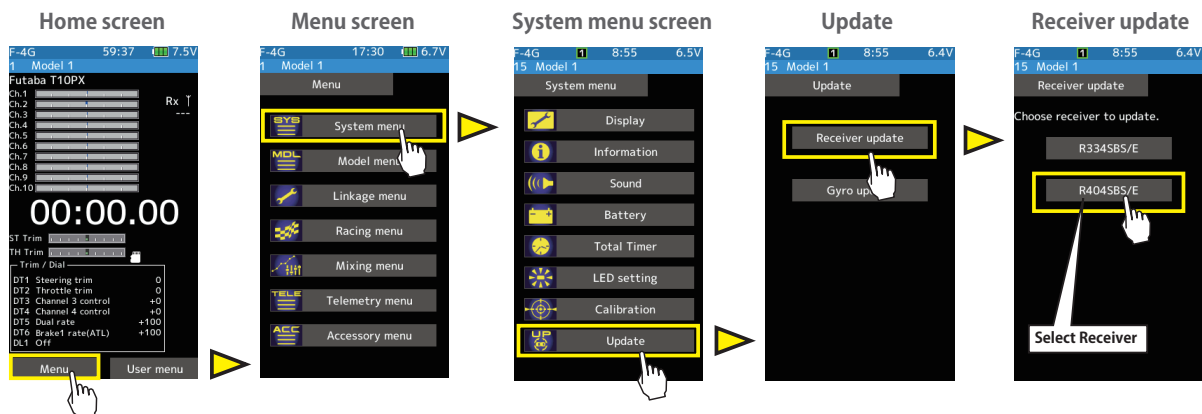 Home screen
F-4G 59:37 7.5V
1 Model 1
Futaba T10PX
Ch.1
Ch.2
Ch.3
Ch.4
Ch.5
Ch.6
Ch.7
Ch.8
Ch.9
Ch.10
Rx
---
00:00.00
ST Trim
TH Trim
Trim / Dial
DT1 Steering trim 0
DT2 Throttle trim 0
DT3 Channel 3 control +0
DT4 Channel 4 control +0
DT5 Dual rate +100
DT6 Brake1 rate(ATL) +100
DL1 Off
Menu
User menu
Menu screen
F-4G 17:30 6.7V
1 Model 1
Menu
SYS System menu
MDL Model menu
Linkage menu
Racing menu
Mixing menu
TELE Telemetry menu
ACC Accessory menu
System menu screen
F-4G 1 8:55 6.5V
15 Model 1
System menu
Display
Information
Sound
Battery
Total Timer
LED setting
Calibration
UP Update
Update
F-4G 1 8:55 6.4V
15 Model 1
Update
Receiver update
Gyro up
Receiver update
F-4G 1 8:55 6.4V
15 Model 1
Receiver update
Choose receiver to update.
R334SBS/E
R404SBS/E
Select Receiver